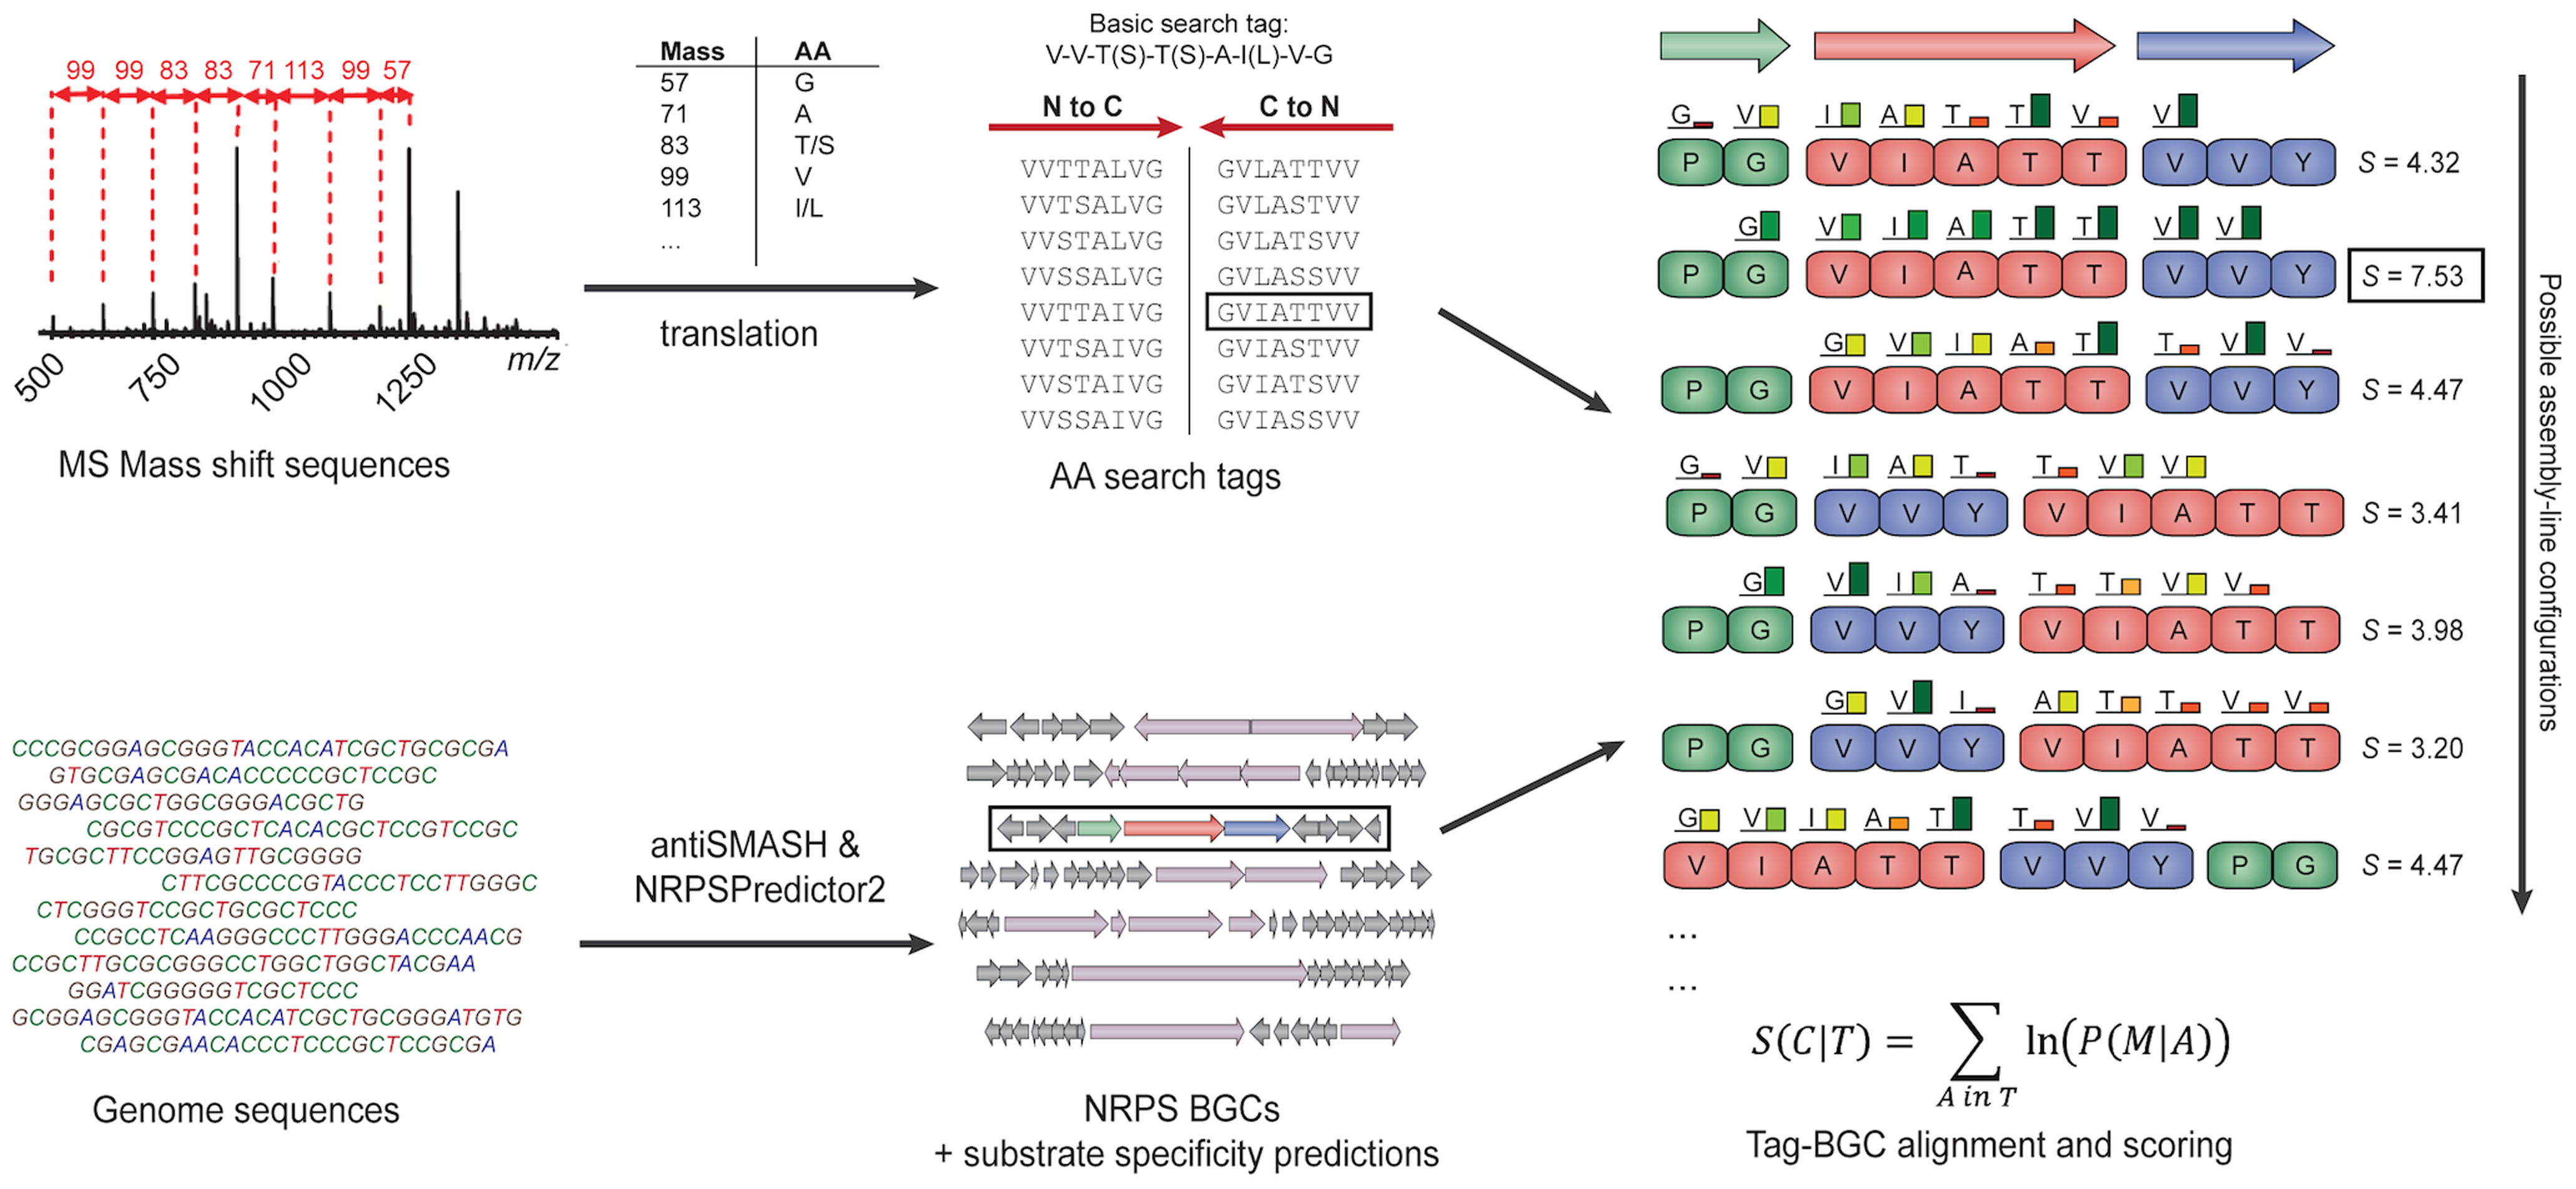 99 99 83 83 71 113 99 57
500 750 1000 1250 m/z
MS Mass shift sequences
Mass AA
57 G
71 A
83 T/S
99 V
113 I/L
...
translation
Basic search tag:
V-V-T(S)-T(S)-A-I(L)-V-G
N to C C to N
VVTTALVG GVLATTVV
VVTSALVG GVLASTVV
VVSTALVG GVLATSVV
VVSSALVG GVLASSVV
VVTTAIVG GVIATTVV
VVTSAIVG GVIASTVV
VVSTAIVG GVIATSVV
VVSSAIVG GVIASSVV
AA search tags
CCCGCGGAGCGGGTACCACATCGCTGCGCGA
GTGCGAGCGACACCCCCGCTCCGC
GGGAGCGCTGGCGGGACGCTG
CGCGTCCCGCTCACACGCTCCGTCCGC
TGCGCTTCCGGAGTTGCGGGG
CTTCGCCCCGTACCCTCCTTGGGC
CTCGGGTCCGCTGCGCTCCC
CCGCCTCAAGGGCCCTTGGGACCCAACG
CCGCTTGCGCGGGCCTGGCTGGCTACGAA
GGATCGGGGGTCGCTCCC
GCGGAGCGGGTACCACATCGCTGCGGGATGTG
CGAGCGAACACCCTCCCGCTCCGCGA
Genome sequences
antiSMASH &
NRPSPredictor2
NRPS BGCs
+ substrate specificity predictions
G V I A T T V V
P G V I A T T V V Y S = 4.32
G V I A T T V V
P G V I A T T V V Y S = 7.53
G V I A T T V V
P G V I A T T V V Y S = 4.47
G V I A T T V V
P G V V Y V I A T T S = 3.41
G V I A T T V V
P G V V Y V I A T T S = 3.98
G V I A T T V V
P G V V Y V I A T T S = 3.20
G V I A T T V V
V I A T T V V Y P G S = 4.47
...
...
S(C|T) = ∑ ln(P(M|A))
A in T
Tag-BGC alignment and scoring
Possible assembly-line configurations